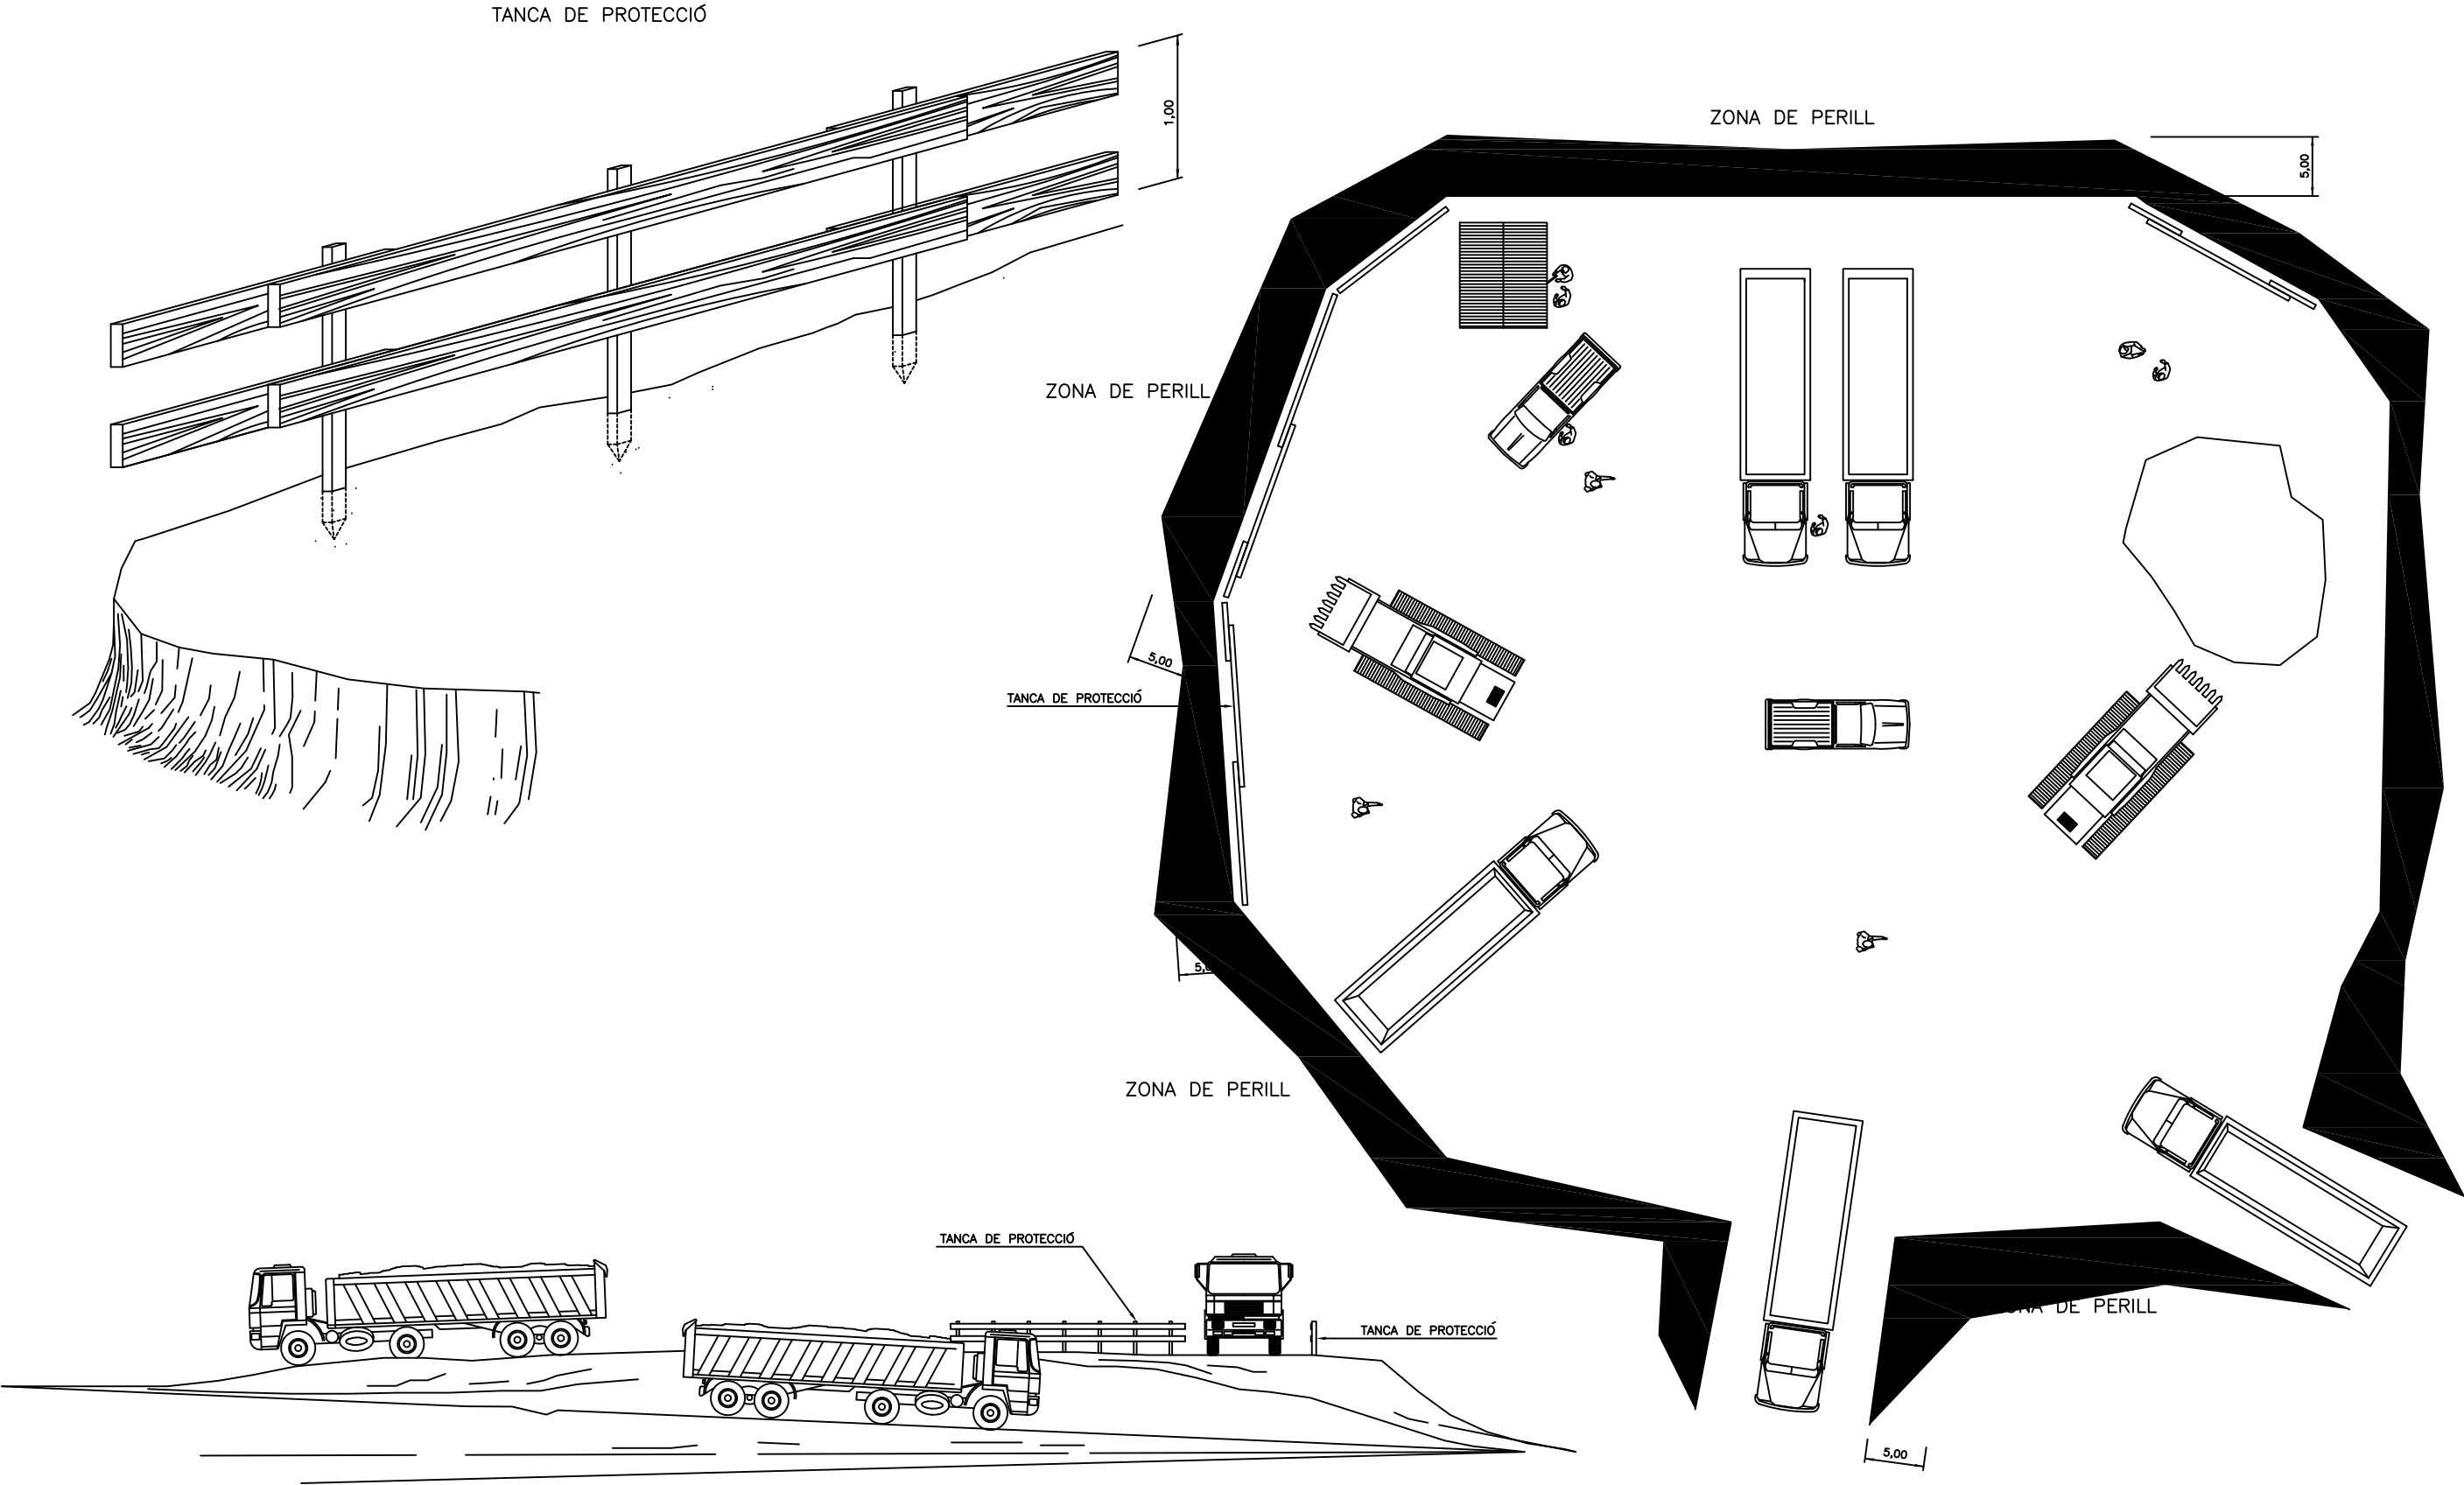 TANCA DE PROTECCIÓ
1,00
ZONA DE PERILL
5,00
ZONA DE PERILL
5,00
TANCA DE PROTECCIÓ
ZONA DE PERILL
TANCA DE PROTECCIÓ
TANCA DE PROTECCIÓ
DE PERILL
5,00